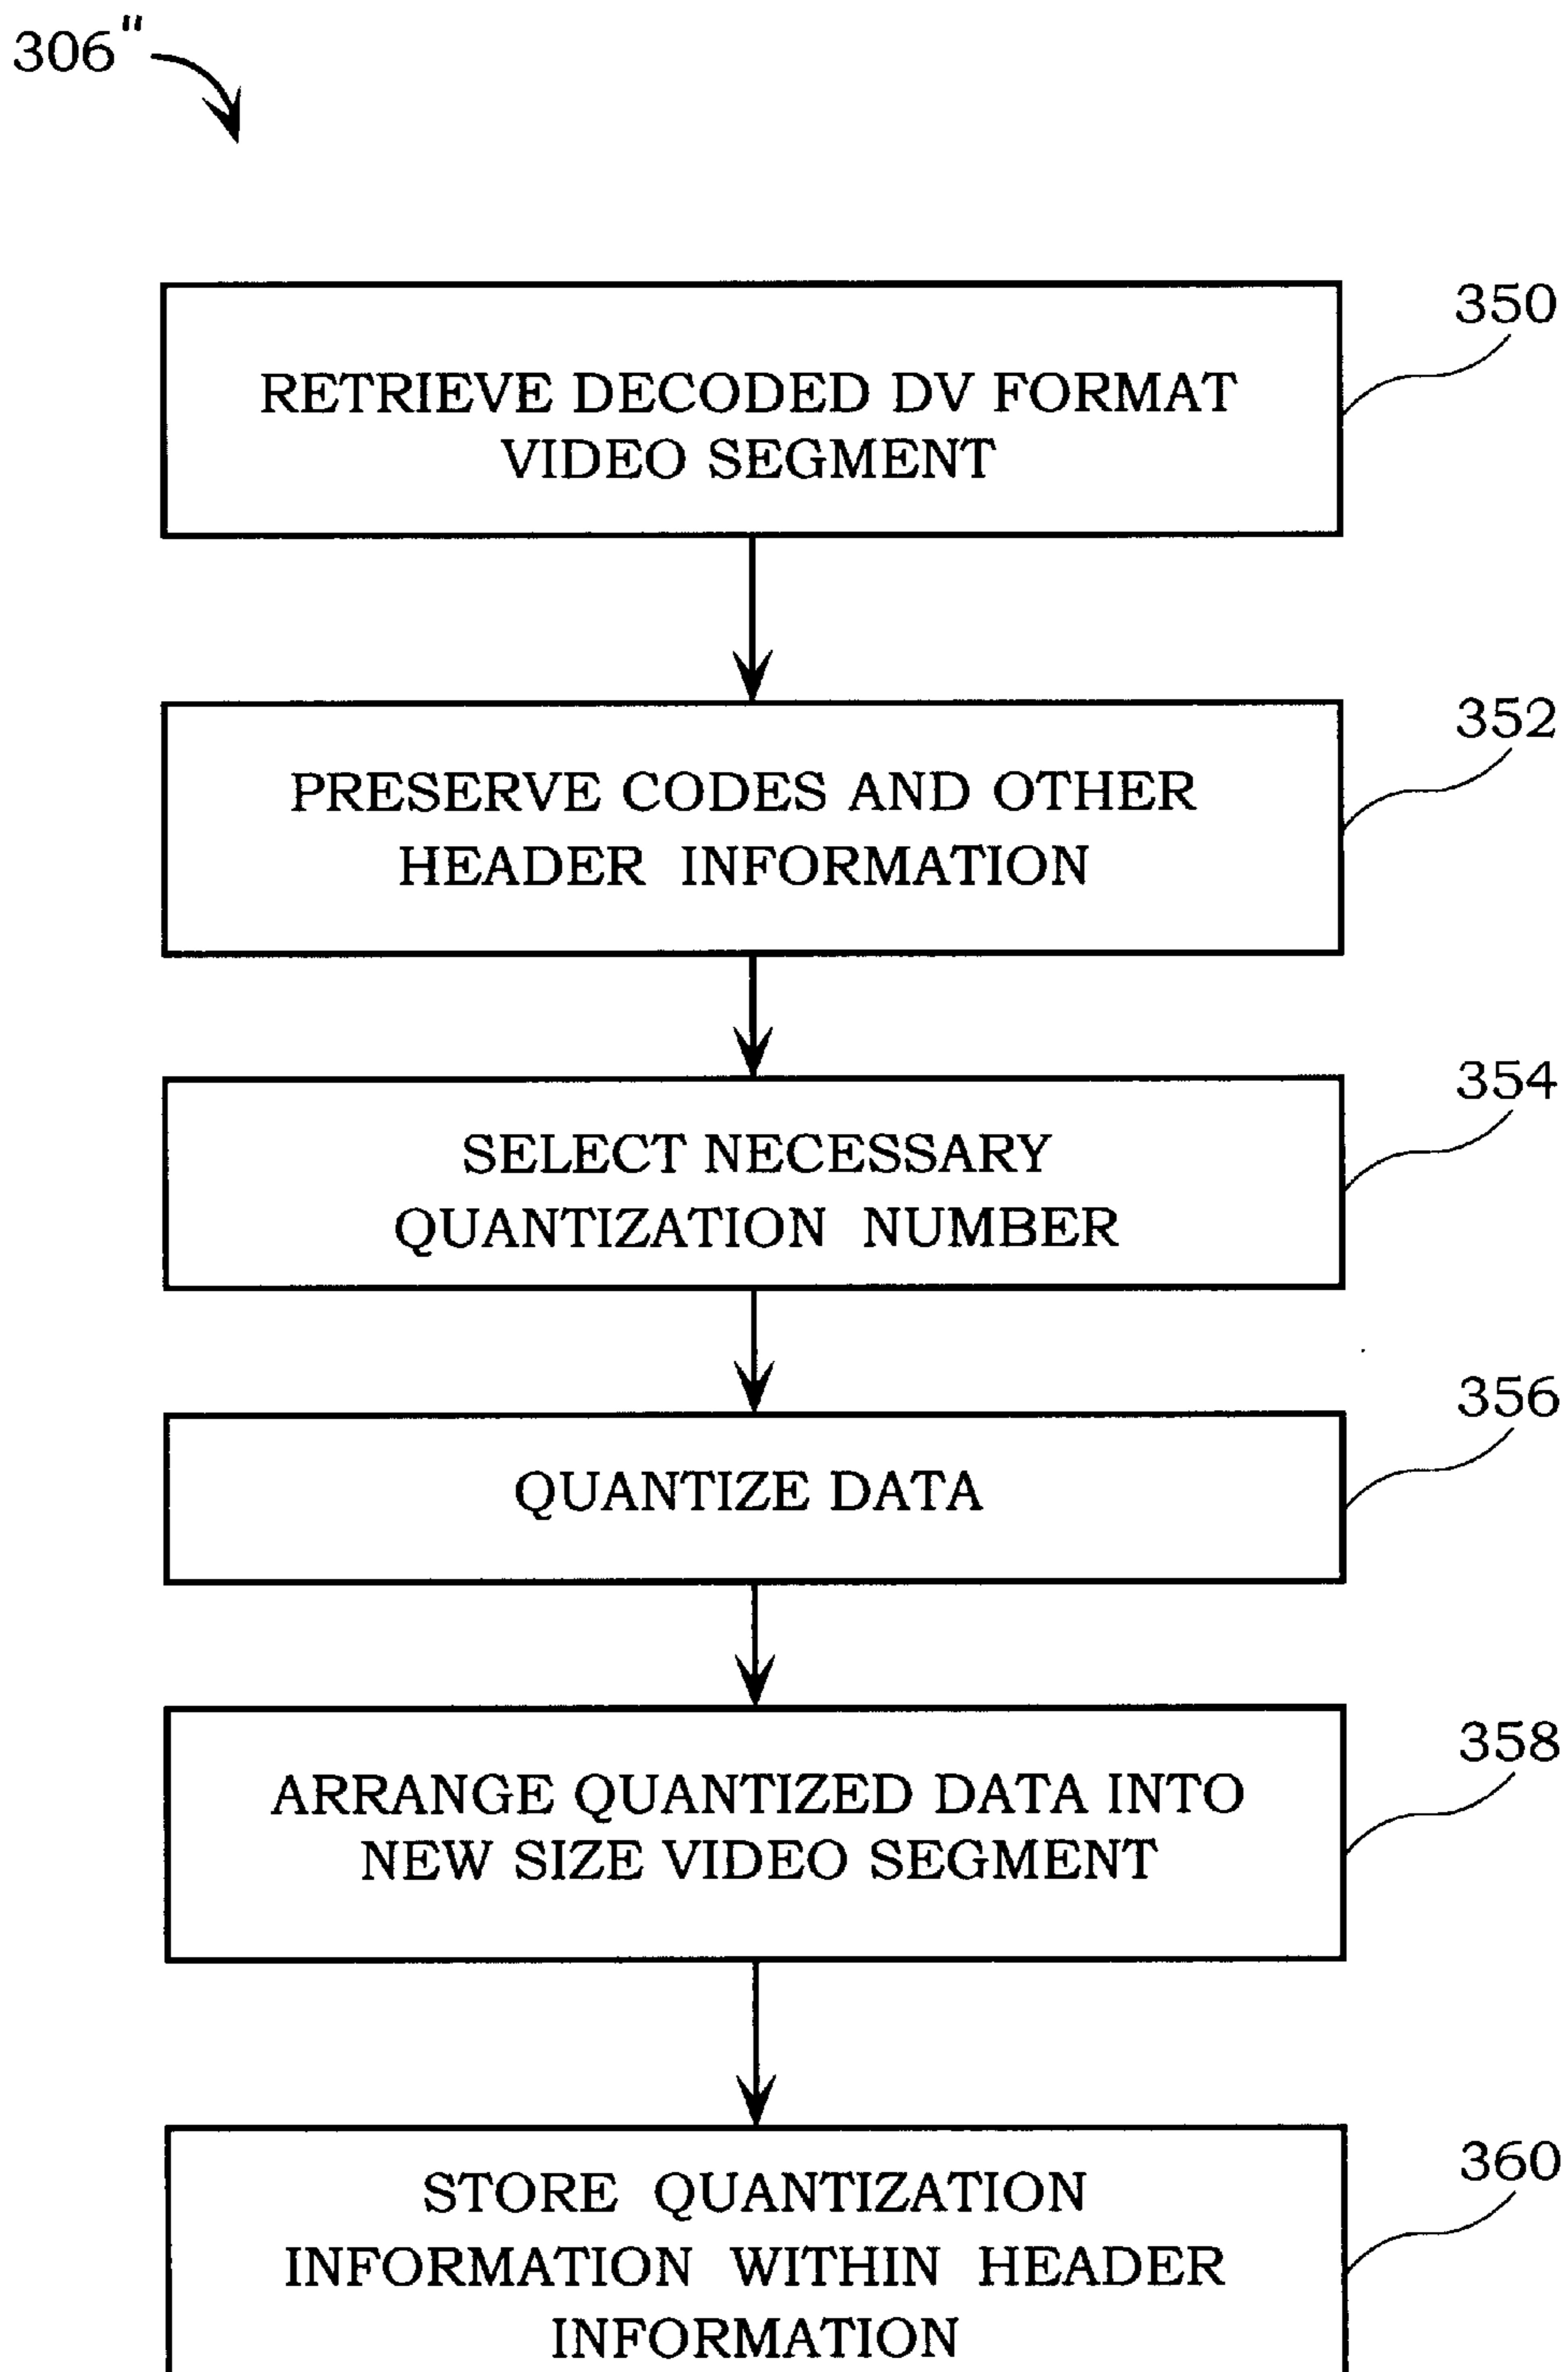 306"
350
RETRIEVE DECODED DV FORMAT
VIDEO SEGMENT
352
PRESERVE CODES AND OTHER
HEADER INFORMATION
354
SELECT NECESSARY
QUANTIZATION NUMBER
356
QUANTIZE DATA
358
ARRANGE QUANTIZED DATA INTO
NEW SIZE VIDEO SEGMENT
360
STORE QUANTIZATION
INFORMATION WITHIN HEADER
INFORMATION